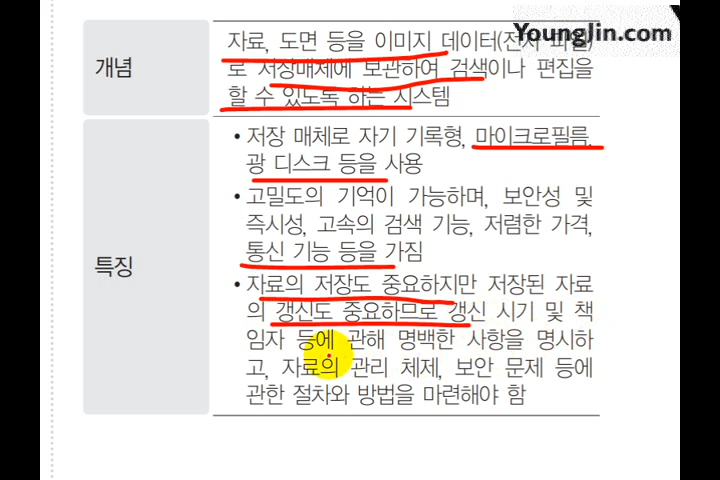 YoungJin.com
개념
자료, 도면 등을 이미지 데이터(전자 파일)
로 저장매체에 보관하여 검색이나 편집을
할 수 있도록 하는 시스템
특징
• 저장 매체로 자기 기록형, 마이크로필름,
광 디스크 등을 사용
• 고밀도의 기억이 가능하며, 보안성 및
즉시성, 고속의 검색 기능, 저렴한 가격,
통신 기능 등을 가짐
• 자료의 저장도 중요하지만 저장된 자료
의 갱신도 중요하므로 갱신 시기 및 책
임자 등에 관해 명백한 사항을 명시하
고, 자료의 관리 체제, 보안 문제 등에
관한 절차와 방법을 마련해야 함